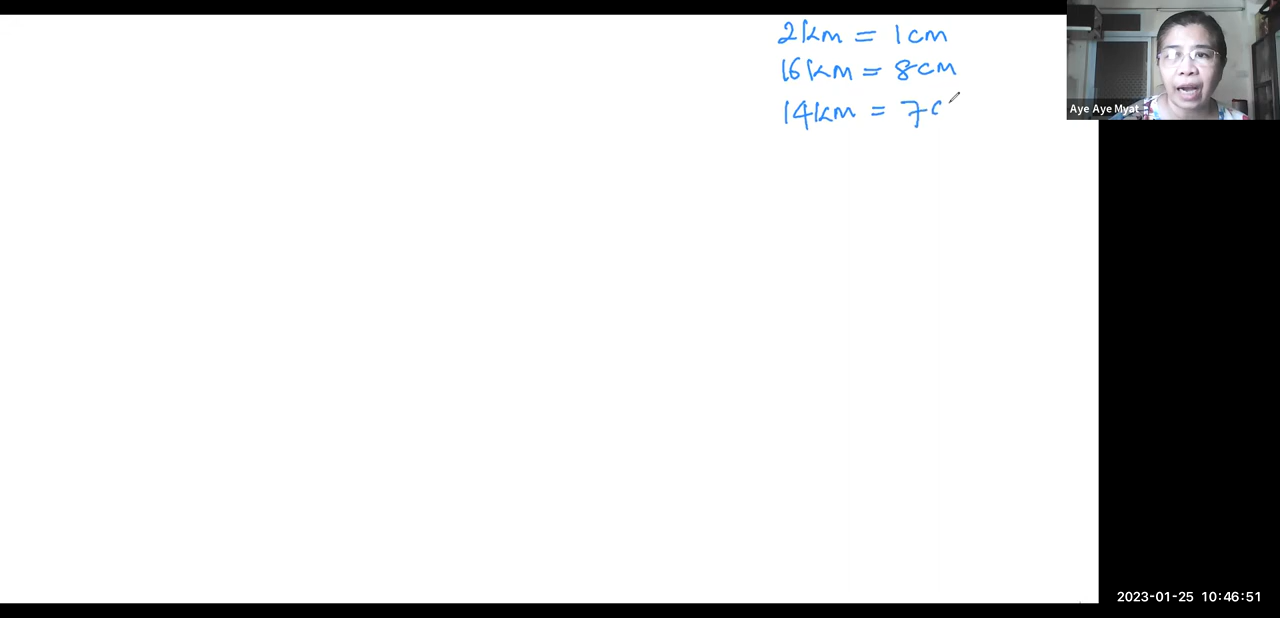 2km = 1cm
16km = 8cm
14km = 7c
Aye Aye Myat
2023-01-25 10:46:51